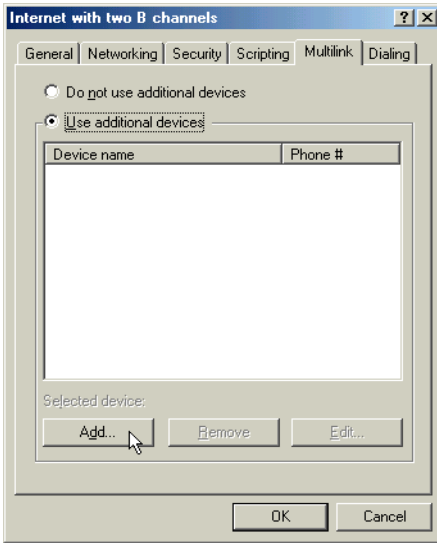 Internet with two B channels
General Networking Security Scripting Multilink Dialing
Do not use additional devices
Use additional devices
Device name Phone #
Selected device:
Add... Remove Edit...
OK Cancel